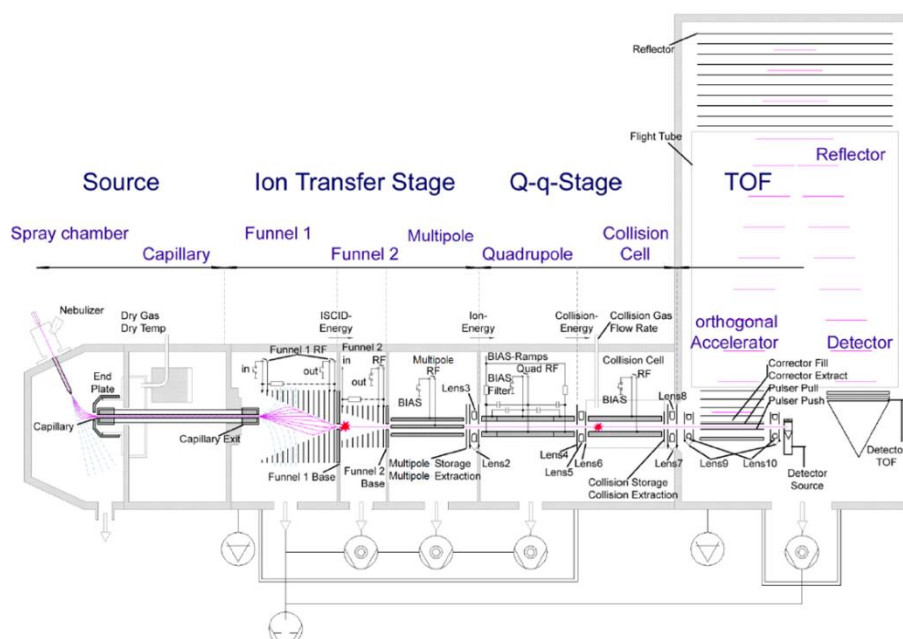 Reflector
Flight Tube
Reflector
Source
Ion Transfer Stage
Q-q-Stage
TOF
Spray chamber
Capillary
Funnel 1
Funnel 2
Multipole
Quadrupole
Collision
Cell
orthogonal
Accelerator
Detector
Nebulizer
Dry Gas
Dry Temp
ISCID-
Energy
Ion-
Energy
Collision-
Energy
Collision Gas
Flow Rate
End
Plate
Capillary
Capillary Exit
Funnel 1 RF
in
out
Funnel 1 Base
Funnel 2
in
RF
out
Funnel 2
Base
Multipole
RF
Lens3
Multipole Storage
Multipole Extraction
Lens2
BIAS-Ramps
Quad RF
BIAS
Filter
Lens4
Lens5
Lens6
Collision Cell
RF
BIAS
Lens8
Lens7
Collision Storage
Collision Extraction
Corrector Fill
Corrector Extract
Pulser Pull
Pulser Push
Lens9
Lens10
Detector
Source
Detector
TOF